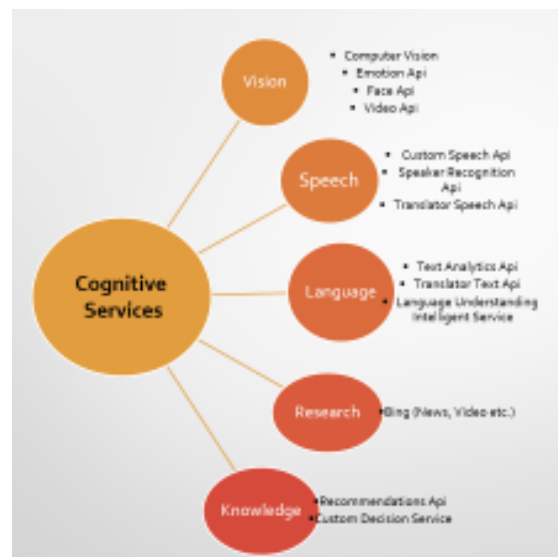 Vision
• Computer Vision
• Emotion Api
• Face Api
• Video Api
Speech
• Custom Speech Api
• Speaker Recognition
Api
• Translator Speech Api
Cognitive
Services
Language
• Text Analytics Api
• Translator Text Api
• Language Understanding
Intelligent Service
Research
•Bing (News, Video etc.)
Knowledge
•Recommendations Api
•Custom Decision Service